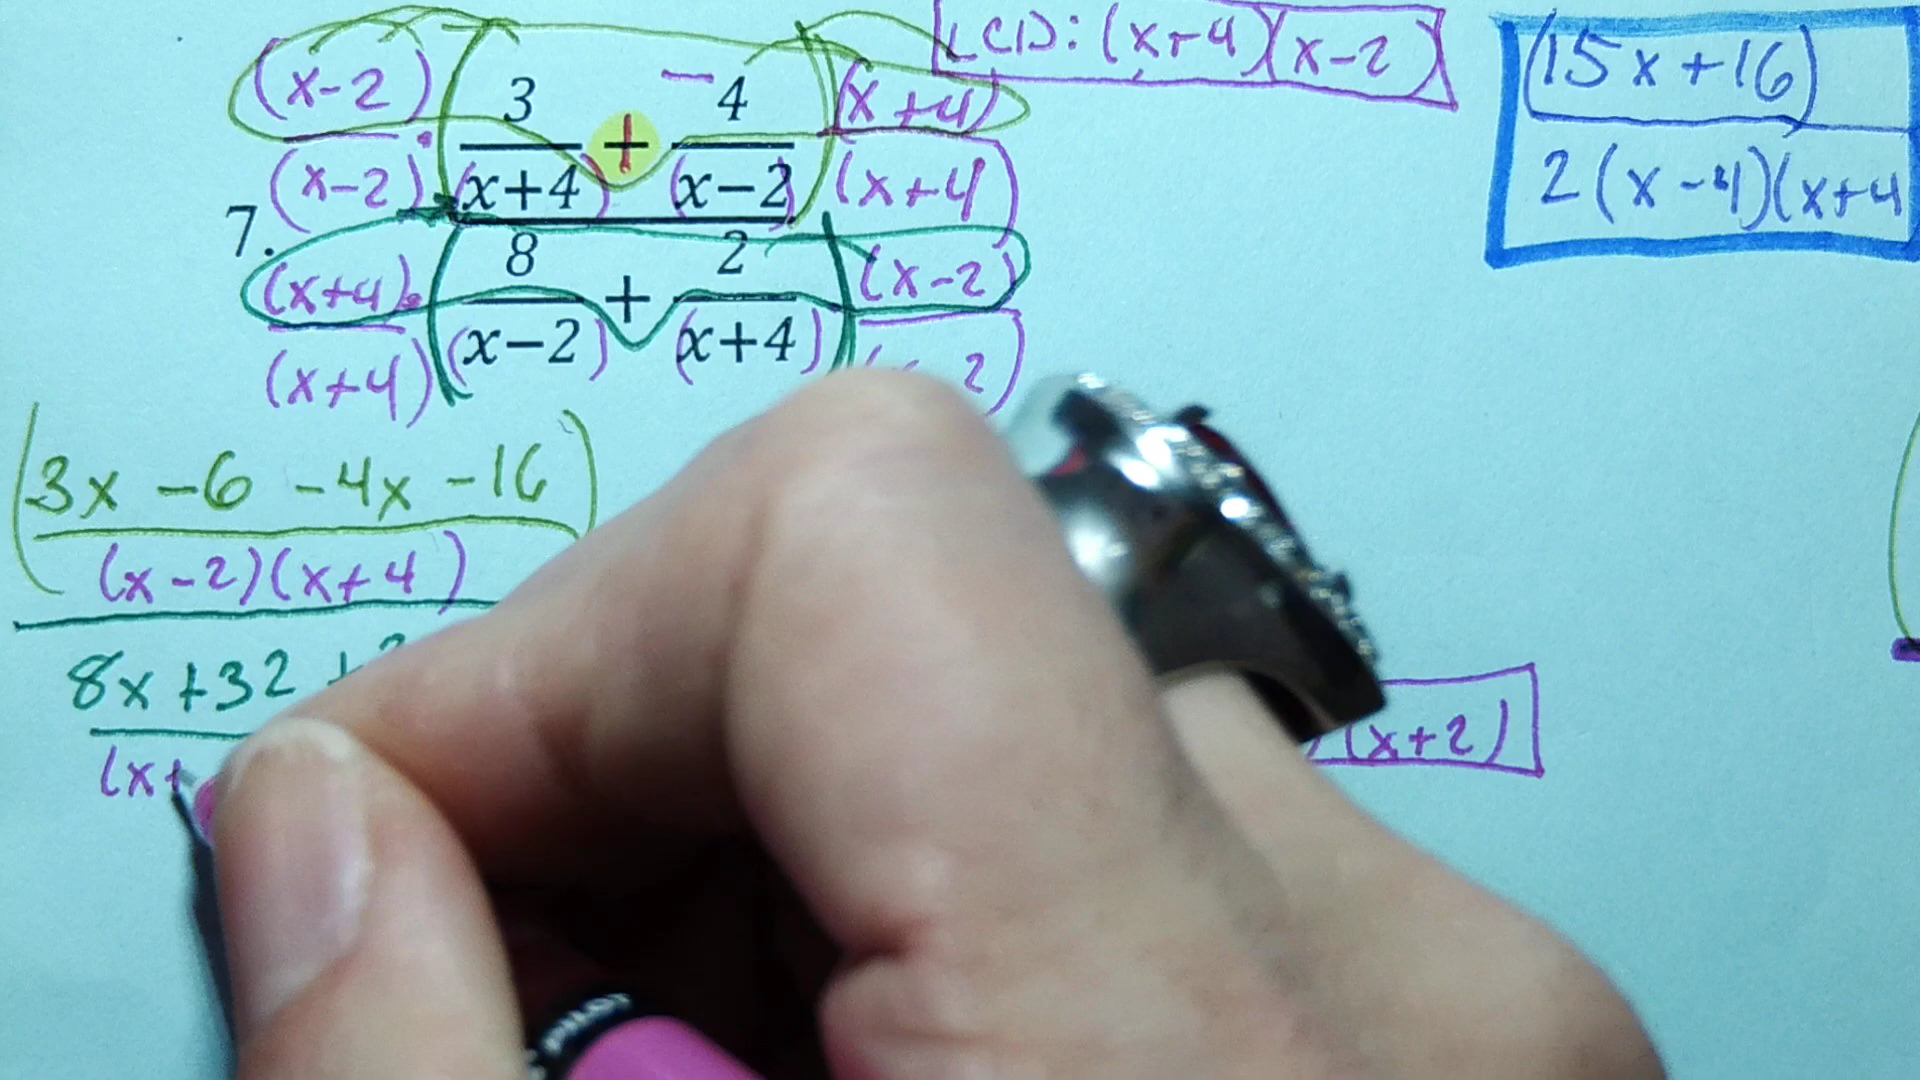 LCD: (x+4)(x-2)
(15x+16)
2(x-4)(x+4
(x-2) 3 + -4 (x+4)
(x-2) · (x+4) (x-2) (x+4)
7.
(x+4) · 8 + 2 (x-2)
(x+4) (x-2) (x+4) 2)
3x -6 -4x -16
(x-2)(x+4)
8x+32 +
(x+2)
(x+